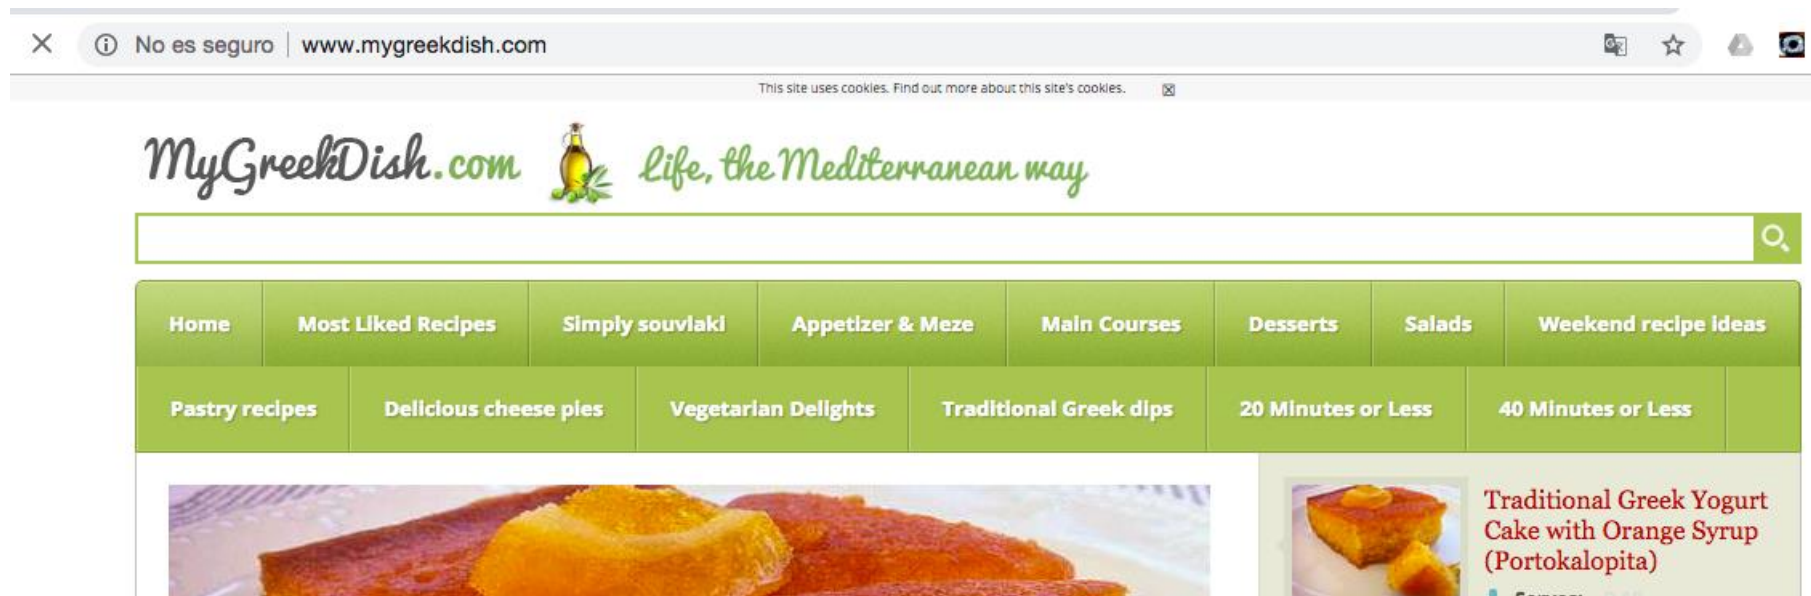 No es seguro | www.mygreekdish.com
This site uses cookies. Find out more about this site's cookies.
MyGreekDish.com Life, the Mediterranean way
Home Most Liked Recipes Simply souvlaki Appetizer & Meze Main Courses Desserts Salads Weekend recipe ideas
Pastry recipes Delicious cheese pies Vegetarian Delights Traditional Greek dips 20 Minutes or Less 40 Minutes or Less
Traditional Greek Yogurt
Cake with Orange Syrup
(Portokalopita)